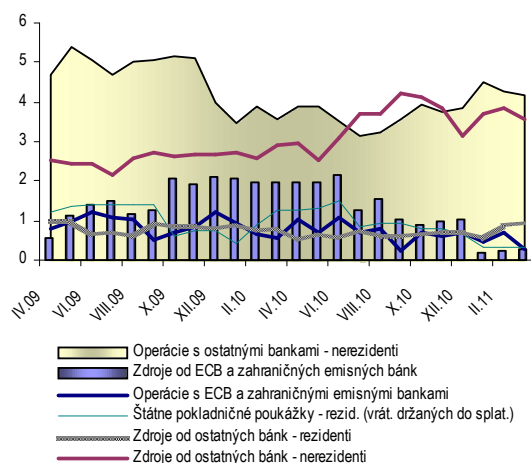 6
5
4
3
2
1
0
IV.09
VI.09
VIII.09
X.09
XII.09
II.10
IV.10
VI.10
VIII.10
X.10
XII.10
II.11
Operácie s ostatnými bankami - nerezidenti
Zdroje od ECB a zahraničných emisných bánk
Operácie s ECB a zahraničnými emisnými bankami
Štátne pokladničné poukážky - rezid. (vrát. držaných do splat.)
Zdroje od ostatných bánk - rezidenti
Zdroje od ostatných bánk - nerezidenti